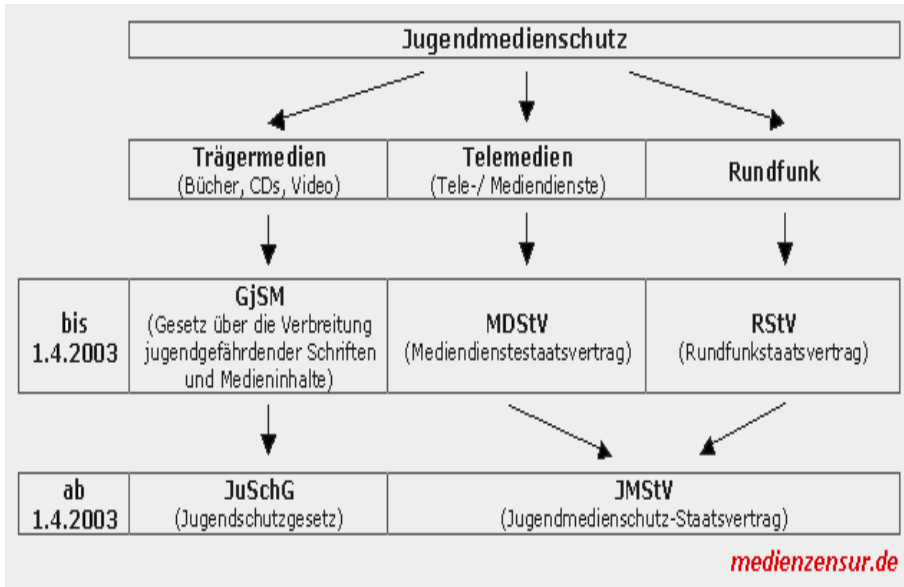 Jugendmedienschutz
Trägermedien
(Bücher, CDs, Video)
Telemedien
(Tele-/ Mediendienste)
Rundfunk
bis
1.4.2003
GjSM
(Gesetz über die Verbreitung
jugendgefährdender Schriften
und Medieninhalte)
MDStV
(Mediendienstestaatsvertrag)
RStV
(Rundfunkstaatsvertrag)
ab
1.4.2003
JuSchG
(Jugendschutzgesetz)
JMStV
(Jugendmedienschutz-Staatsvertrag)
medienzensur.de